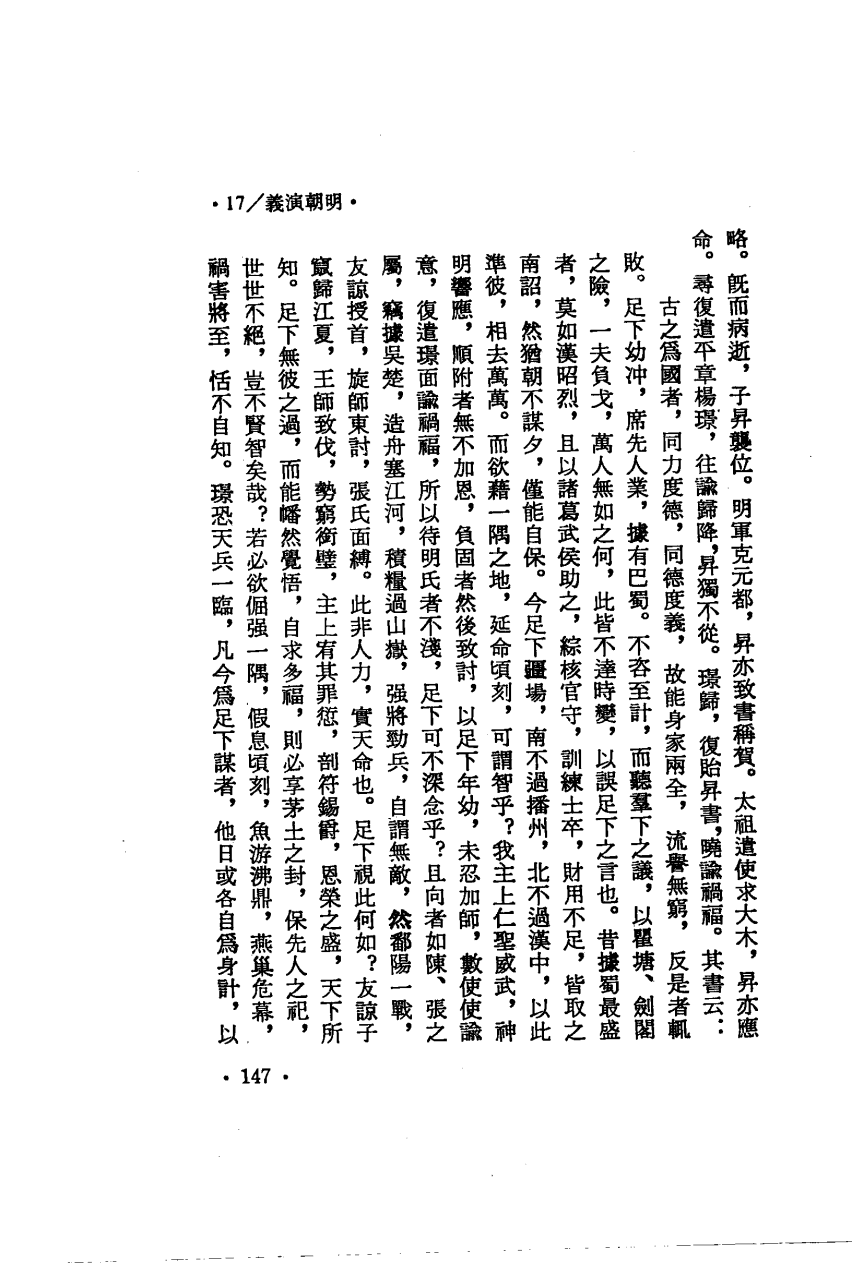 ·17/義演朝明·
略。旣而病逝，子昇襲位。明軍克元都，昇亦致書稱賀。太祖遣使求大木，昇亦應
命。尋復遣平章楊璟，往諭歸降，昇獨不從。璟歸，復貽昇書，曉諭禍福。其書云：
古之爲國者，同力度德，同德度義，故能身家兩全，流譽無窮，反是者輒
敗。足下幼冲，席先人業，據有巴蜀。不咨至計，而聽羣下之議，以瞿塘、劍閣
之險，一夫負戈，萬人無如之何，此皆不達時變，以誤足下之言也。昔據蜀最盛
者，莫如漢昭烈，且以諸葛武侯助之，綜核官守，訓練士卒，財用不足，皆取之
南詔，然猶朝不謀夕，僅能自保。今足下疆場，南不過播州，北不過漢中，以此
準彼，相去萬萬。而欲藉一隅之地，延命頃刻，可謂智乎？我主上仁聖威武，神
明響應，順附者無不加恩，負固者然後致討，以足下年幼，未忍加師，數使使諭
意，復遣璟面諭禍福，所以待明氏者不淺，足下可不深念乎？且向者如陳、張之
屬，竊據吳楚，造舟塞江河，積糧過山嶽，强將勁兵，自謂無敵，然鄱陽一戰，
友諒授首，旋師東討，張氏面縛。此非人力，實天命也。足下視此何如？友諒子
竄歸江夏，王師致伐，勢窮銜璧，主上宥其罪愆，剖符錫爵，恩榮之盛，天下所
知。足下無彼之過，而能幡然覺悟，自求多福，則必享茅土之封，保先人之祀，
世世不絕，豈不賢智矣哉？若必欲倔强一隅，假息頃刻，魚游沸鼎，燕巢危幕，
禍害將至，恬不自知。璟恐天兵一臨，凡今爲足下謀者，他日或各自爲身計，以
·147·